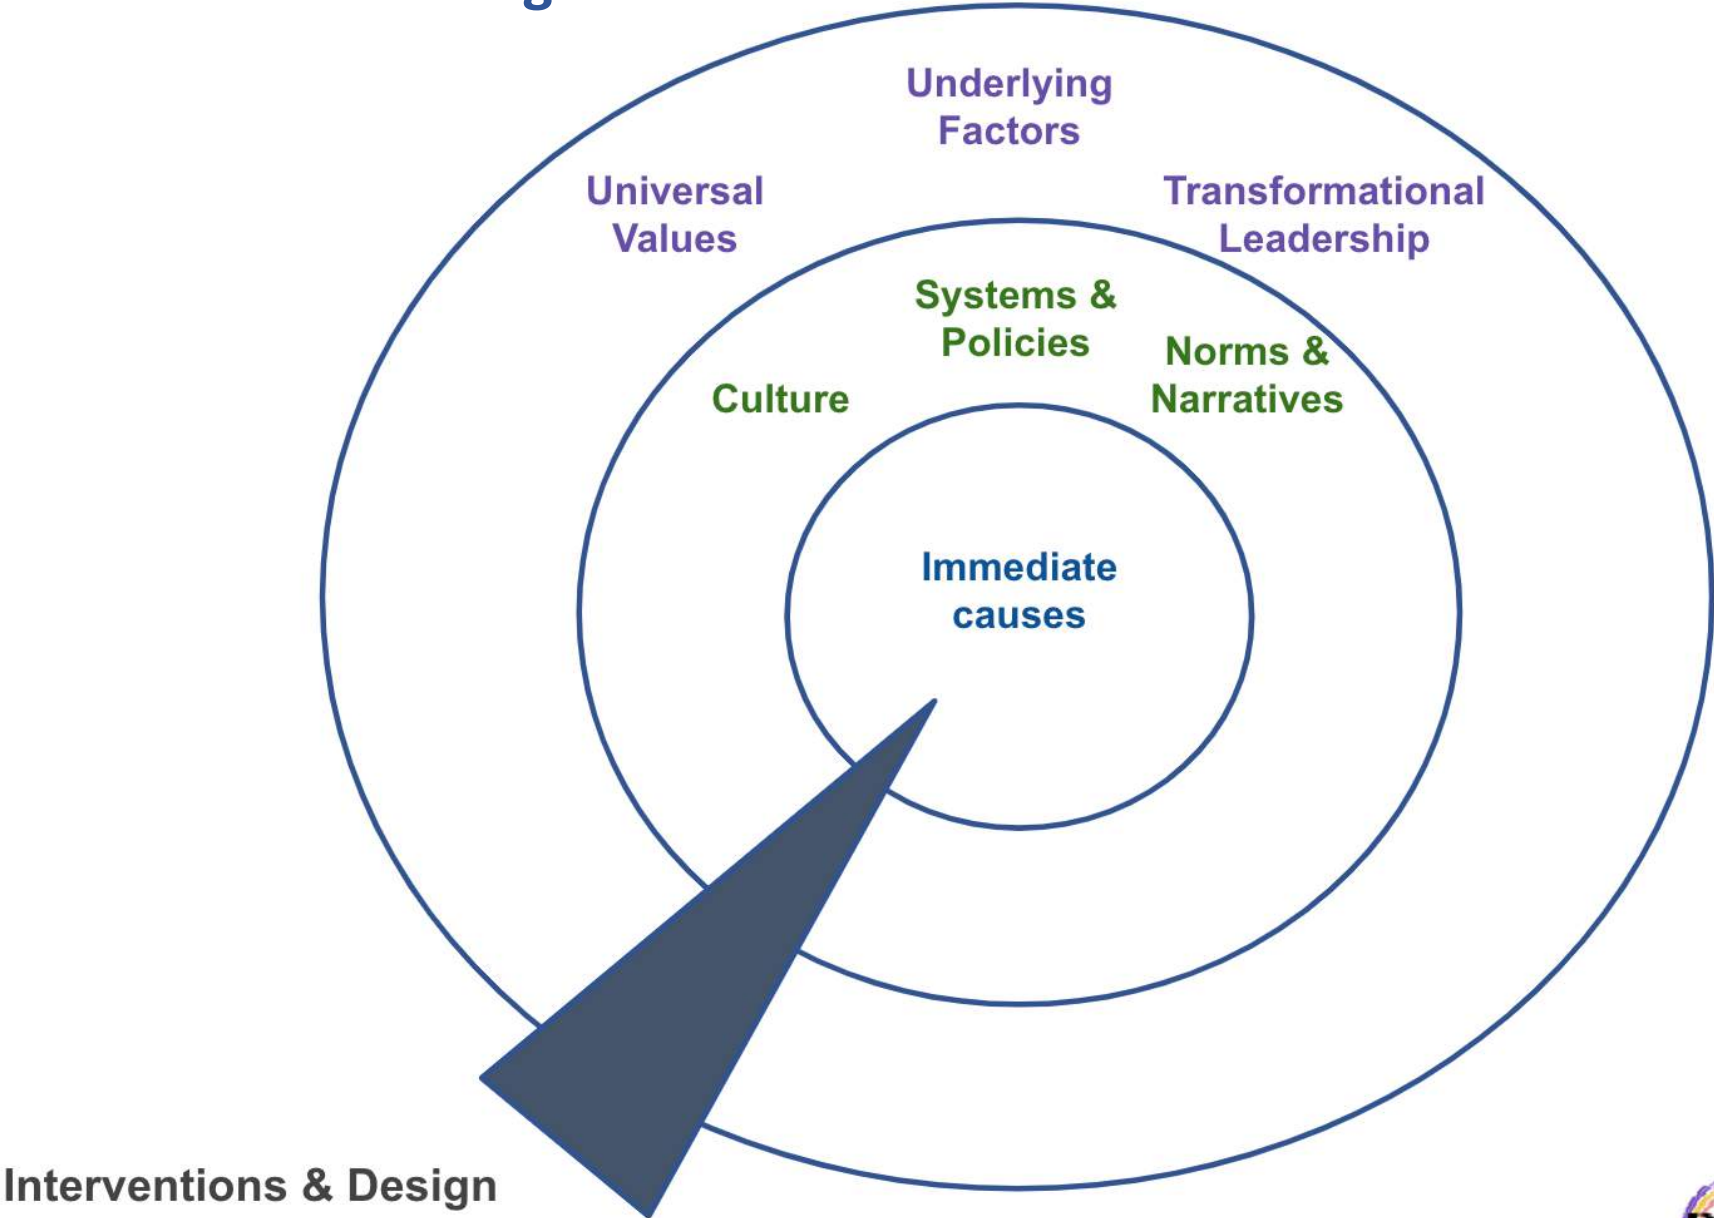 Underlying
Factors
Universal
Values
Transformational
Leadership
Systems &
Policies
Norms &
Narratives
Culture
Immediate
causes
Interventions & Design